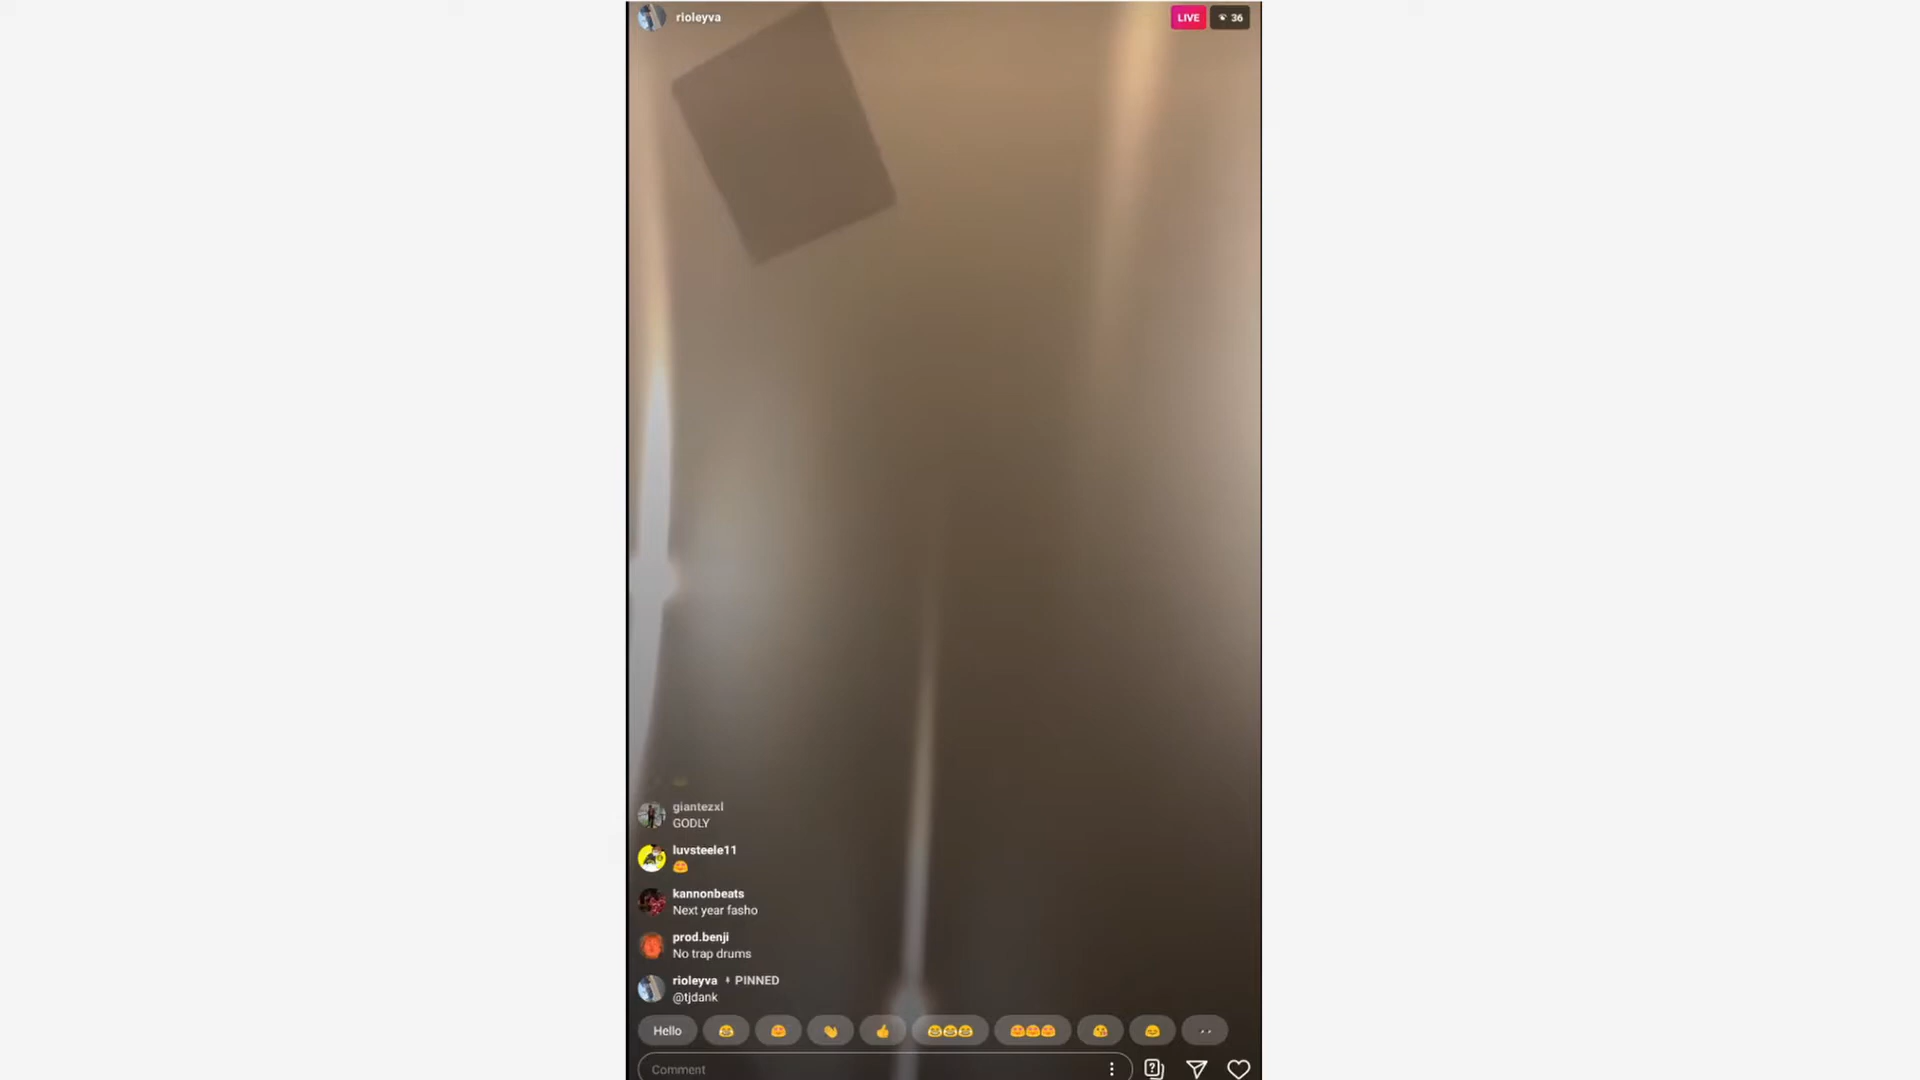 rioleyva
LIVE 36
giantezxl
GODLY
luvsteele11
kannonbeats
Next year fasho
prod.benji
No trap drums
rioleyva PINNED
@tjdank
Hello
Comment